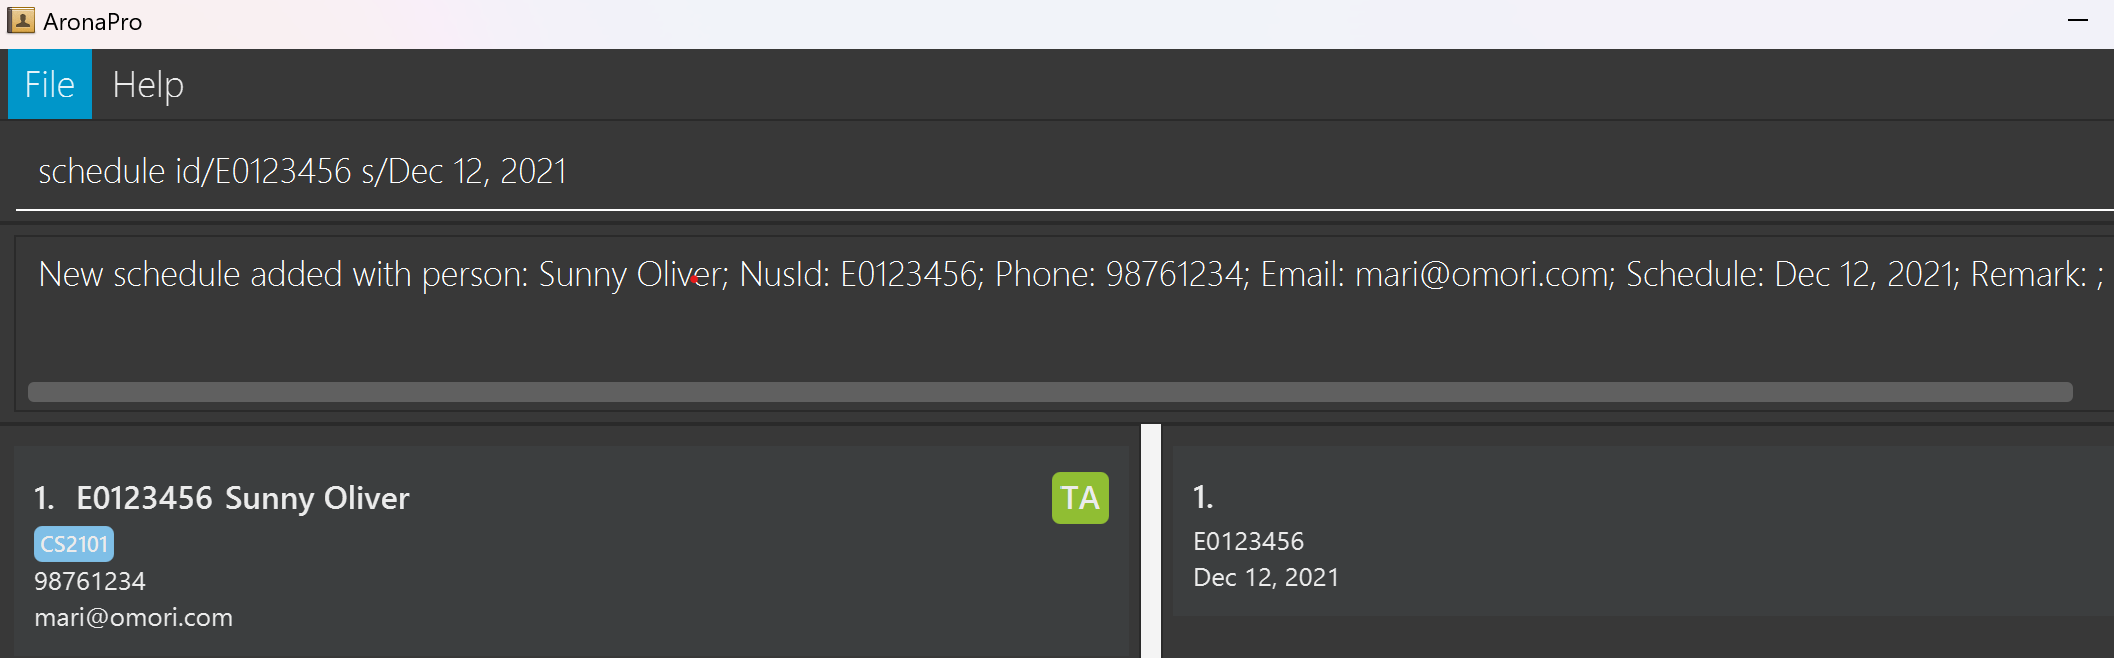 AronaPro
File Help
schedule id/E0123456 s/Dec 12, 2021
New schedule added with person: Sunny Oliver; NusId: E0123456; Phone: 98761234; Email: mari@omori.com; Schedule: Dec 12, 2021; Remark: ;
1. E0123456 Sunny Oliver TA
CS2101
98761234
mari@omori.com
1.
E0123456
Dec 12, 2021